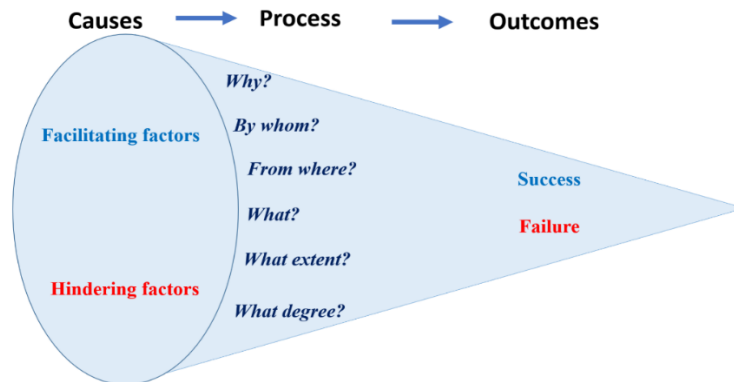 Causes
Process
Outcomes
Why?
By whom?
Facilitating factors
From where?
Success
What?
Failure
What extent?
Hindering factors
What degree?